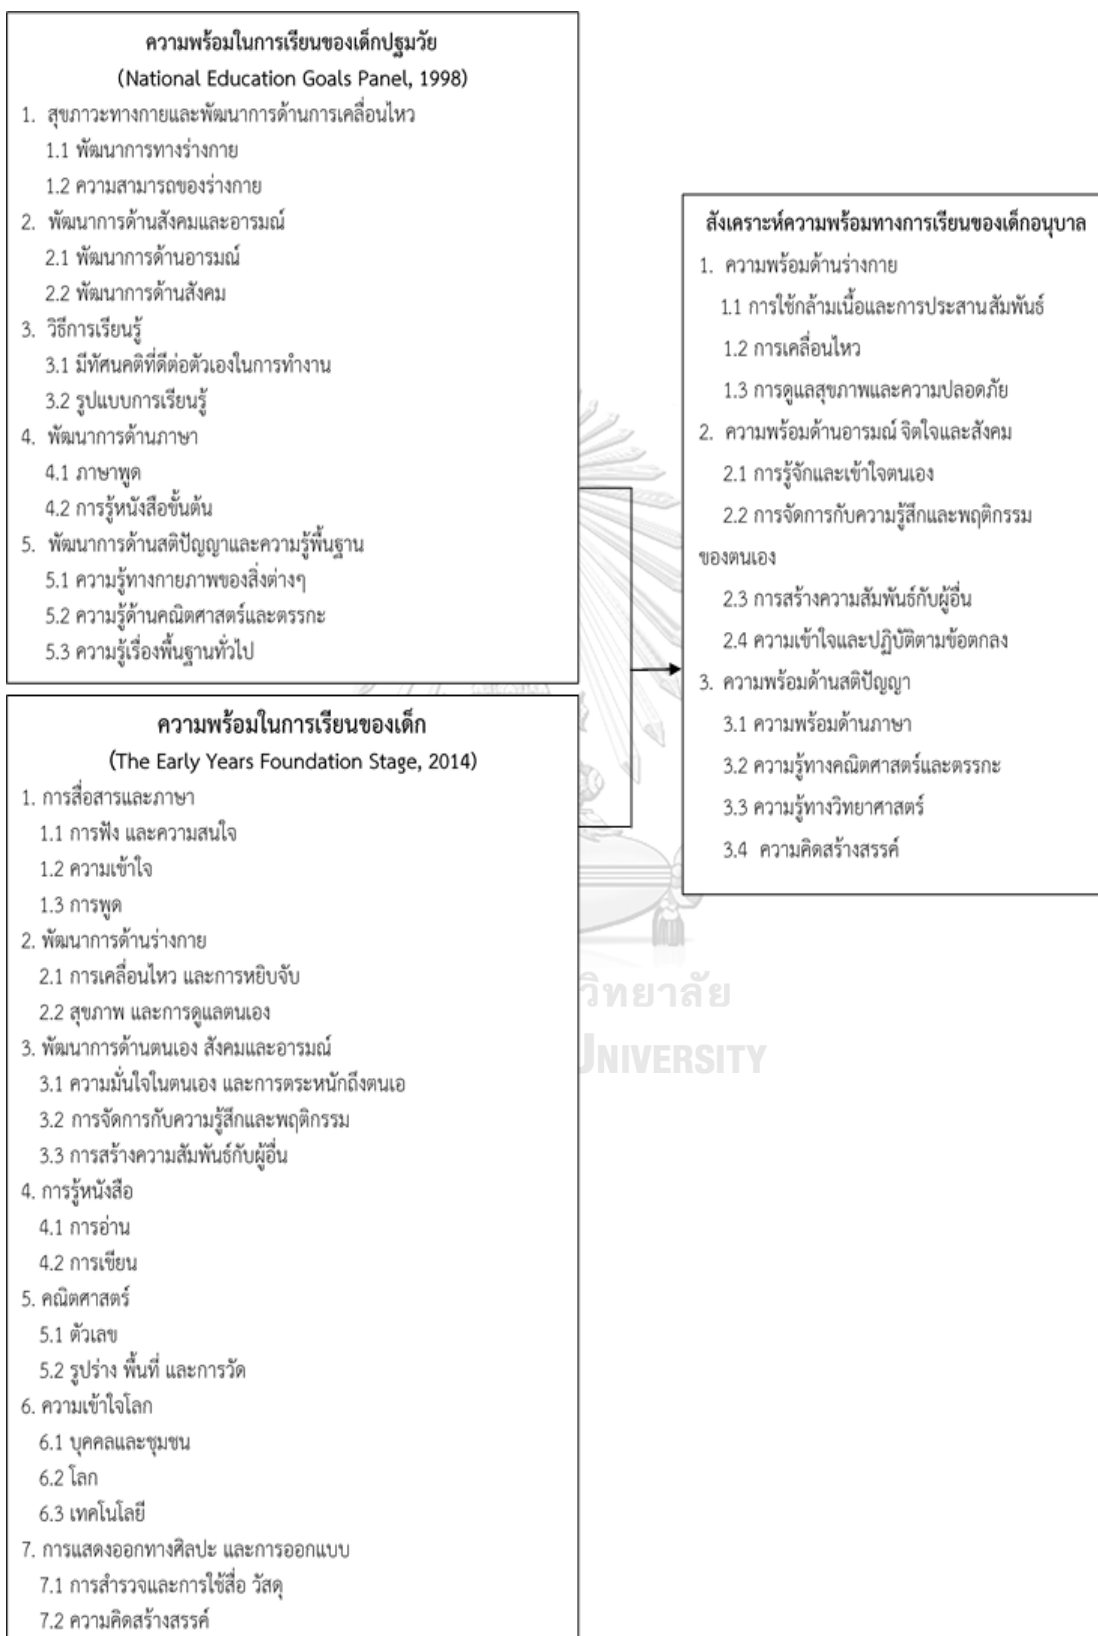 ความพร้อมในการเรียนของเด็กปฐมวัย
(National Education Goals Panel, 1998)
1. สุขภาวะทางกายและพัฒนาการด้านการเคลื่อนไหว
1.1 พัฒนาการทางร่างกาย
1.2 ความสามารถของร่างกาย
2. พัฒนาการด้านสังคมและอารมณ์
2.1 พัฒนาการด้านอารมณ์
2.2 พัฒนาการด้านสังคม
3. วิธีการเรียนรู้
3.1 มีทัศนคติที่ดีต่อตัวเองในการทำงาน
3.2 รูปแบบการเรียนรู้
4. พัฒนาการด้านภาษา
4.1 ภาษาพูด
4.2 การรู้หนังสือขั้นต้น
5. พัฒนาการด้านสติปัญญาและความรู้พื้นฐาน
5.1 ความรู้ทางกายภาพของสิ่งต่างๆ
5.2 ความรู้ด้านคณิตศาสตร์และตรรกะ
5.3 ความรู้เรื่องพื้นฐานทั่วไป
ความพร้อมในการเรียนของเด็ก
(The Early Years Foundation Stage, 2014)
1. การสื่อสารและภาษา
1.1 การฟัง และความสนใจ
1.2 ความเข้าใจ
1.3 การพูด
2. พัฒนาการด้านร่างกาย
2.1 การเคลื่อนไหว และการหยิบจับ
2.2 สุขภาพ และการดูแลตนเอง
3. พัฒนาการด้านตนเอง สังคมและอารมณ์
3.1 ความมั่นใจในตนเอง และการตระหนักถึงตนเอ
3.2 การจัดการกับความรู้สึกและพฤติกรรม
3.3 การสร้างความสัมพันธ์กับผู้อื่น
4. การรู้หนังสือ
4.1 การอ่าน
4.2 การเขียน
5. คณิตศาสตร์
5.1 ตัวเลข
5.2 รูปร่าง พื้นที่ และการวัด
6. ความเข้าใจโลก
6.1 บุคคลและชุมชน
6.2 โลก
6.3 เทคโนโลยี
7. การแสดงออกทางศิลปะ และการออกแบบ
7.1 การสำรวจและการใช้สื่อ วัสดุ
7.2 ความคิดสร้างสรรค์
สังเคราะห์ความพร้อมทางการเรียนของเด็กอนุบาล
1. ความพร้อมด้านร่างกาย
1.1 การใช้กล้ามเนื้อและการประสานสัมพันธ์
1.2 การเคลื่อนไหว
1.3 การดูแลสุขภาพและความปลอดภัย
2. ความพร้อมด้านอารมณ์ จิตใจและสังคม
2.1 การรู้จักและเข้าใจตนเอง
2.2 การจัดการกับความรู้สึกและพฤติกรรม
ของตนเอง
2.3 การสร้างความสัมพันธ์กับผู้อื่น
2.4 ความเข้าใจและปฏิบัติตามข้อตกลง
3. ความพร้อมด้านสติปัญญา
3.1 ความพร้อมด้านภาษา
3.2 ความรู้ทางคณิตศาสตร์และตรรกะ
3.3 ความรู้ทางวิทยาศาสตร์
3.4 ความคิดสร้างสรรค์
วิทยาลัย
UNIVERSITY